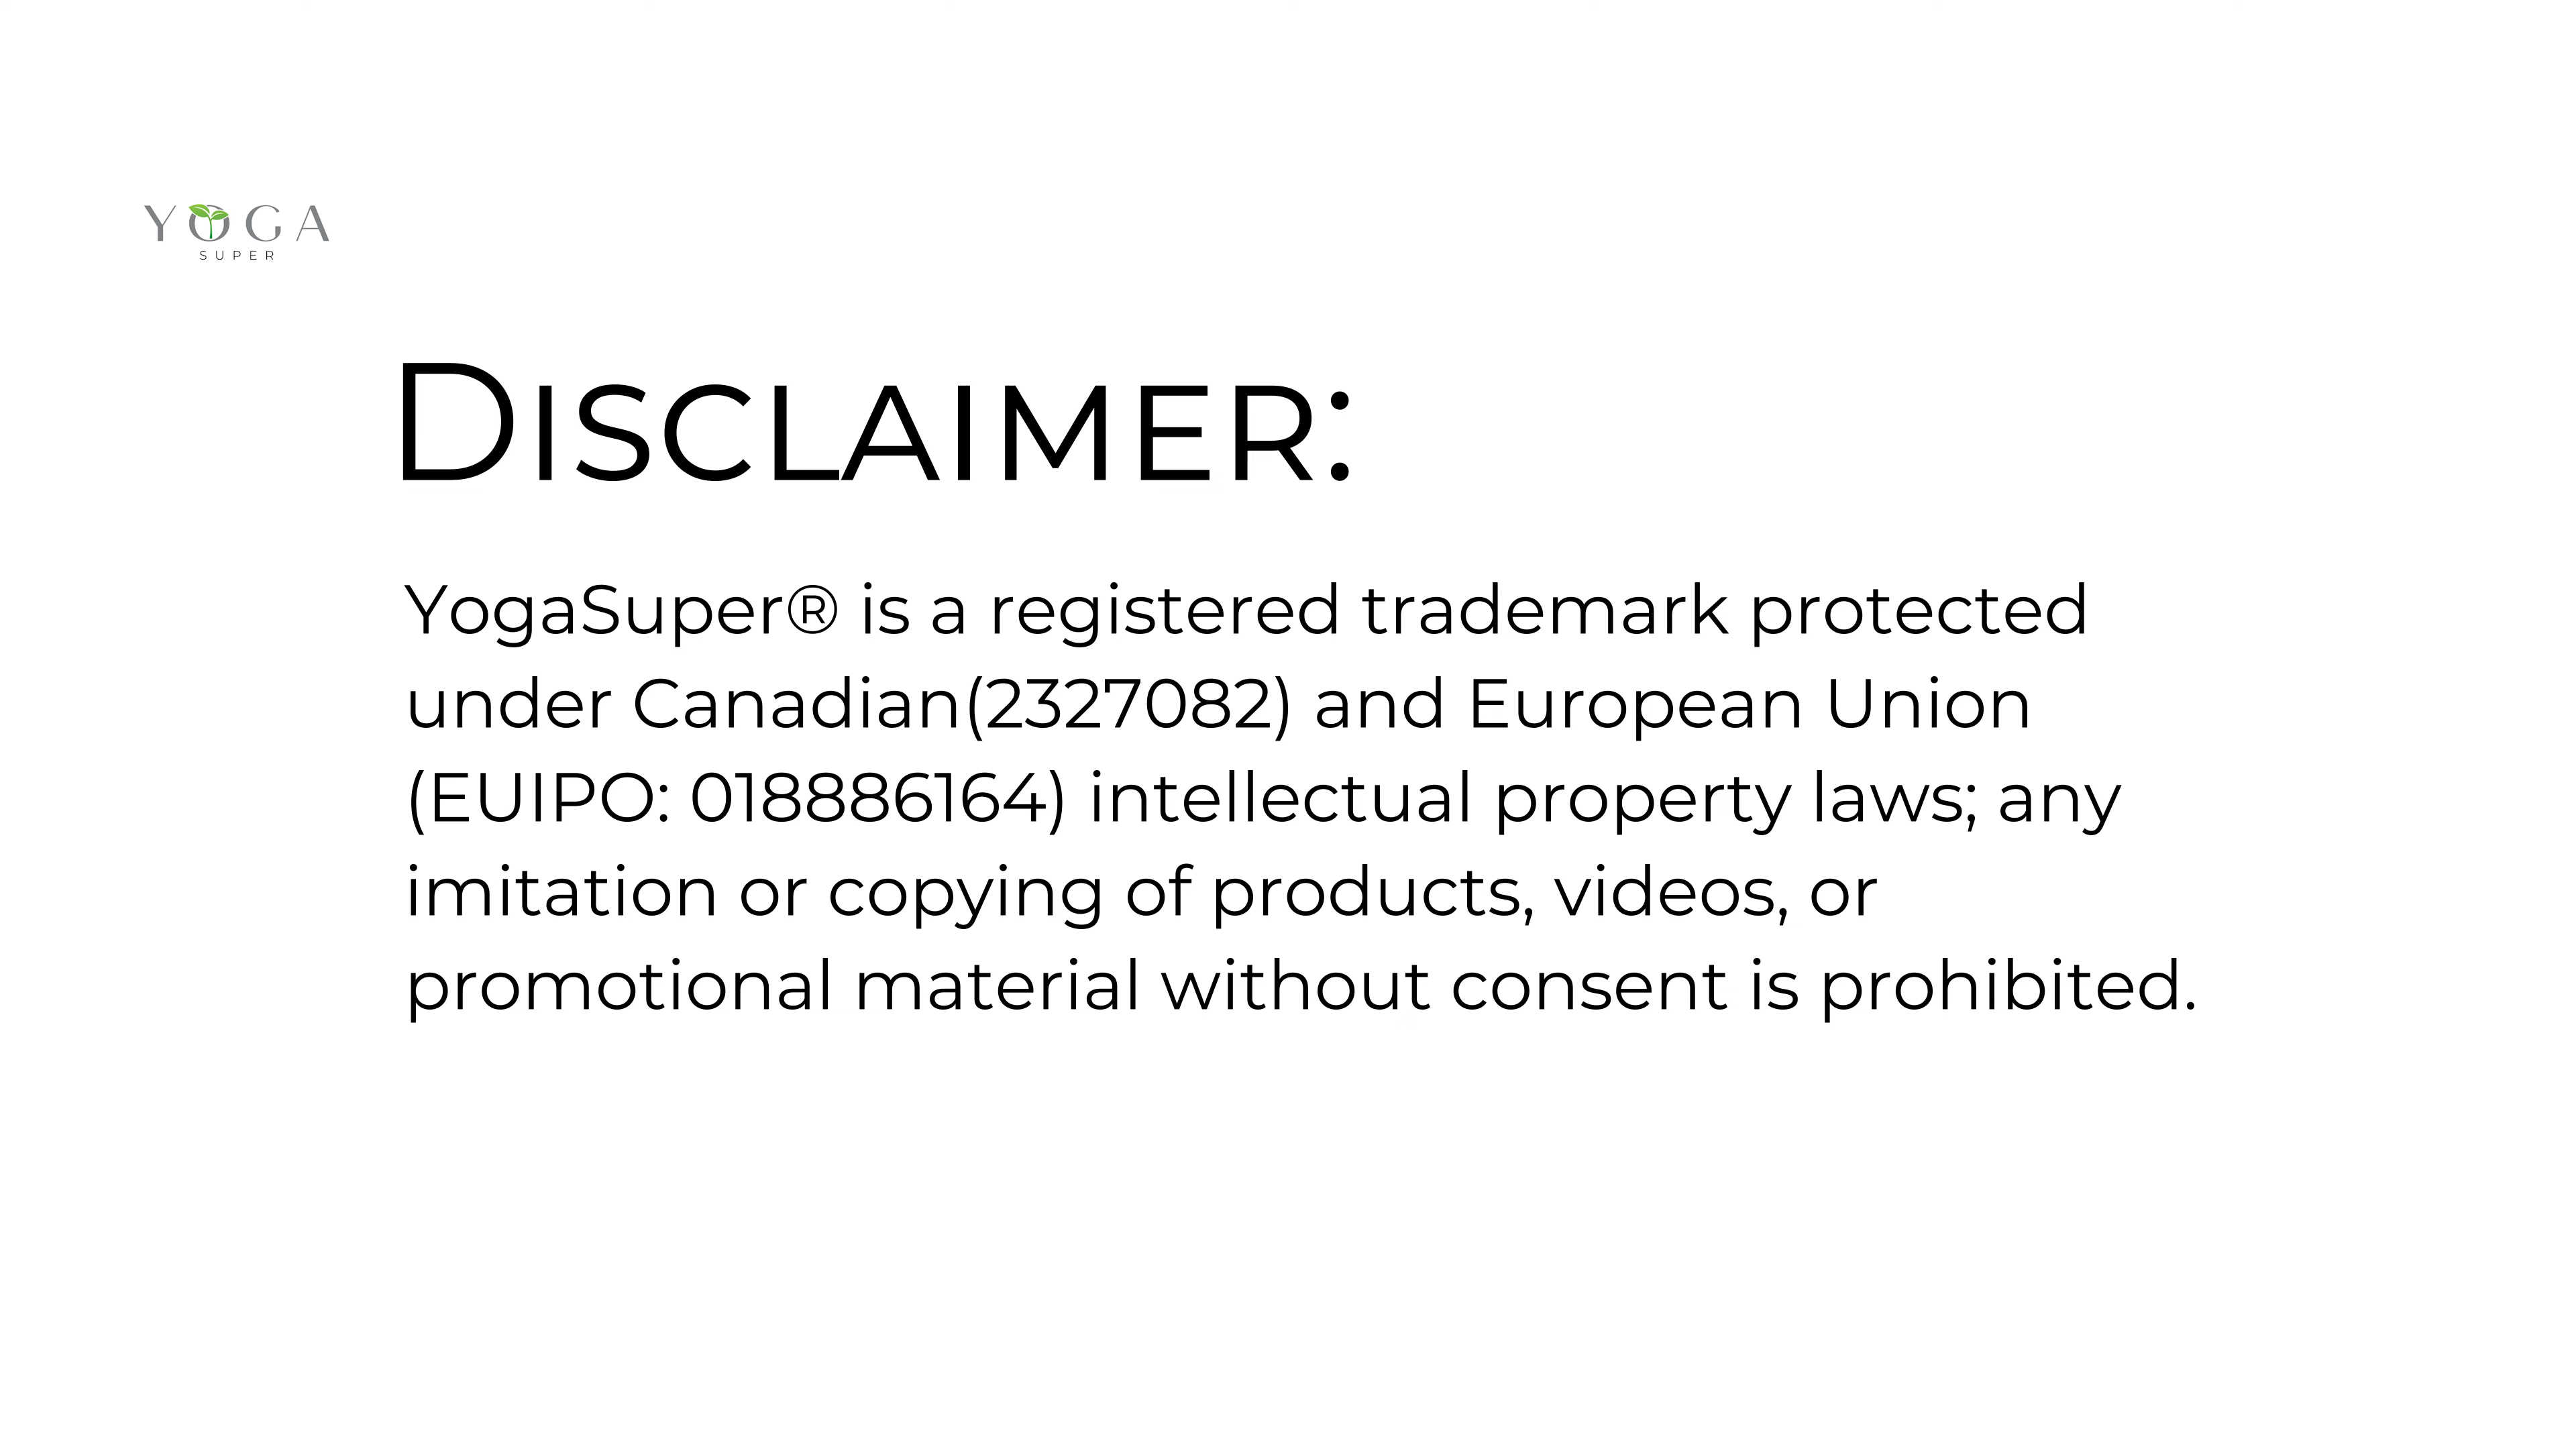 YOGA
SUPER
DISCLAIMER:
YogaSuper® is a registered trademark protected
under Canadian(2327082) and European Union
(EUIPO: 018886164) intellectual property laws; any
imitation or copying of products, videos, or
promotional material without consent is prohibited.